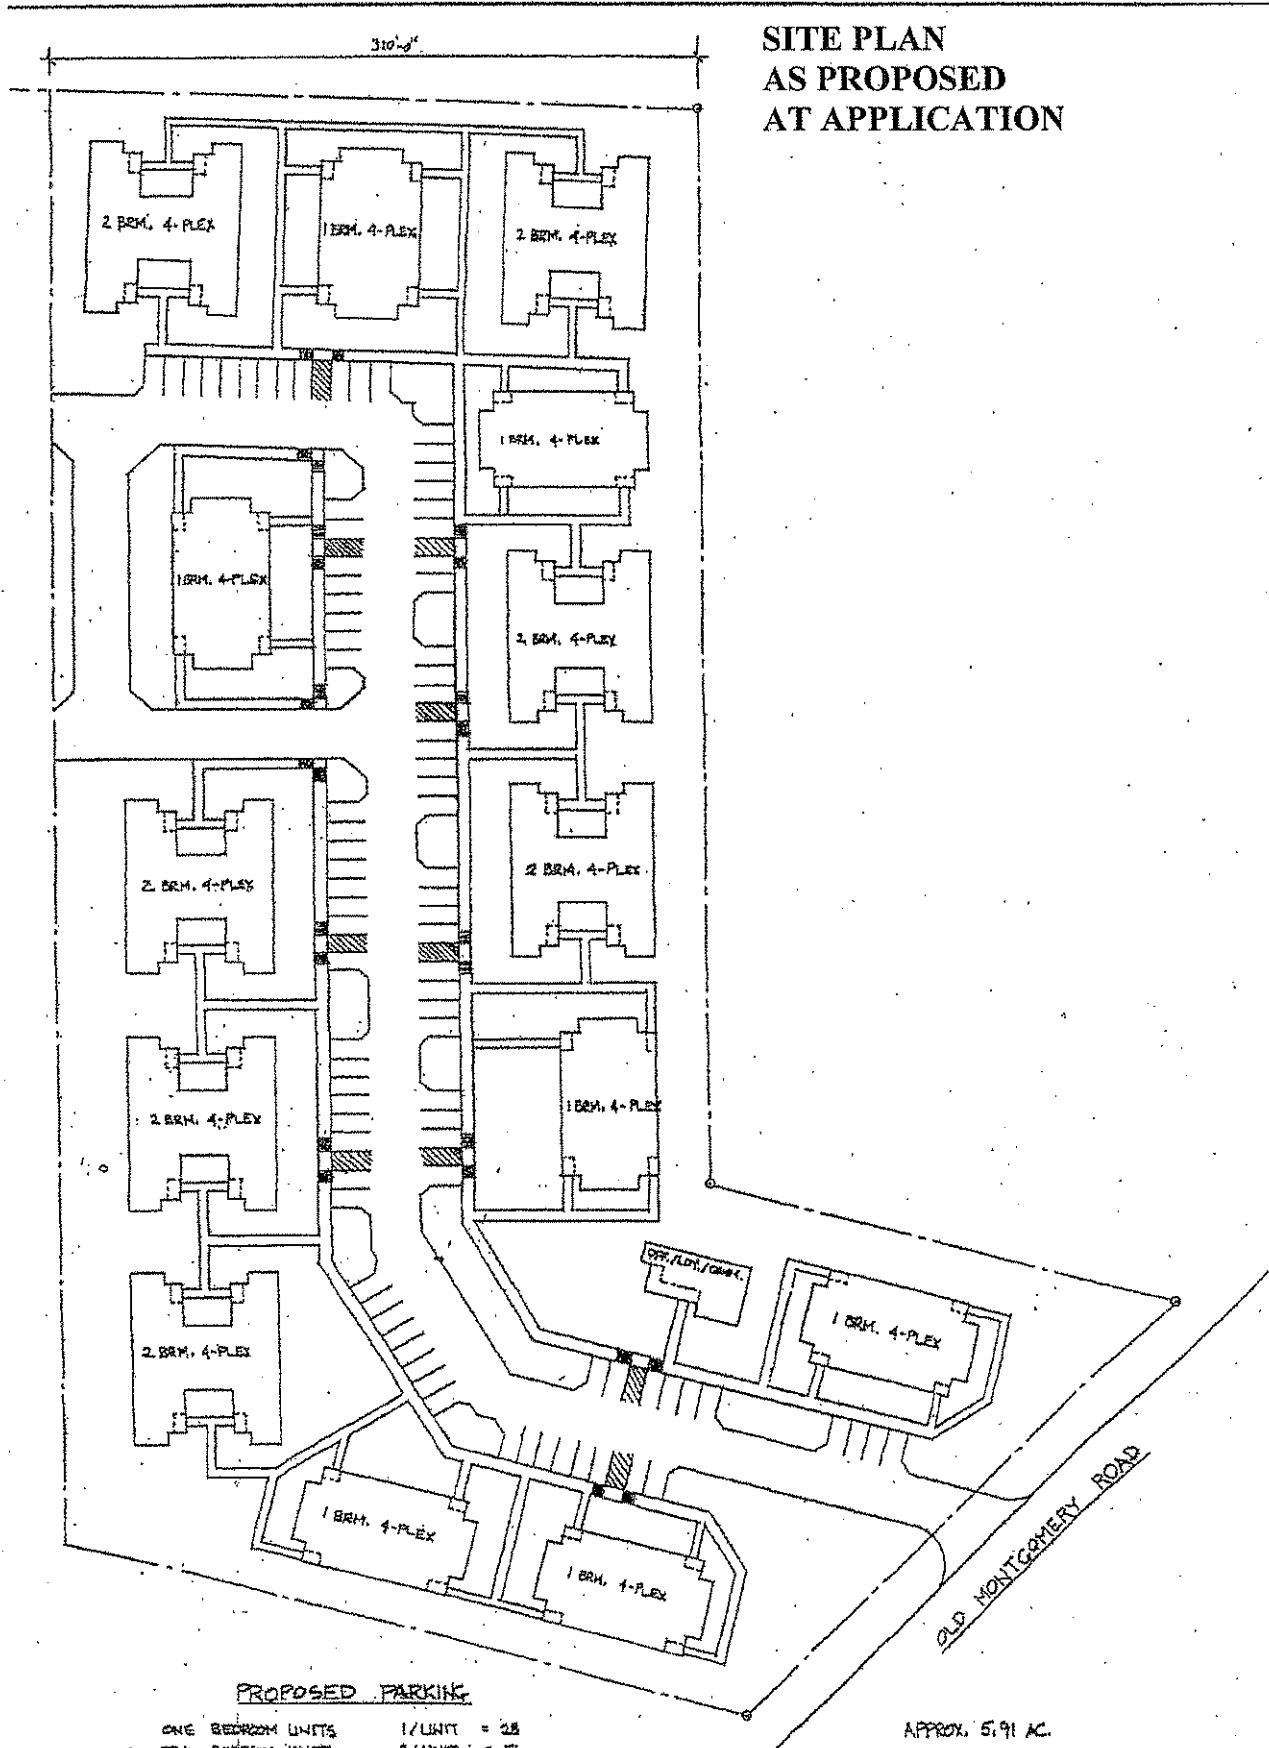 310'-0"
SITE PLAN
AS PROPOSED
AT APPLICATION
2 BRM. 4-PLEX
1 BRM. 4-PLEX
2 BRM. 4-PLEX
1 BRM. 4-PLEX
1 BRM. 4-PLEX
2 BRM. 4-PLEX
2 BRM. 4-PLEX
2 BRM. 4-PLEX
2 BRM. 4-PLEX
1 BRM. 4-PLEX
OFF./LDY./
1 BRM. 4-PLEX
2 BRM. 4-PLEX
1 BRM. 4-PLEX
1 BRM. 4-PLEX
OLD MONTGOMERY ROAD
PROPOSED PARKING
ONE BEDROOM UNITS 1/UNIT = 28
APPROX. 5.91 AC.